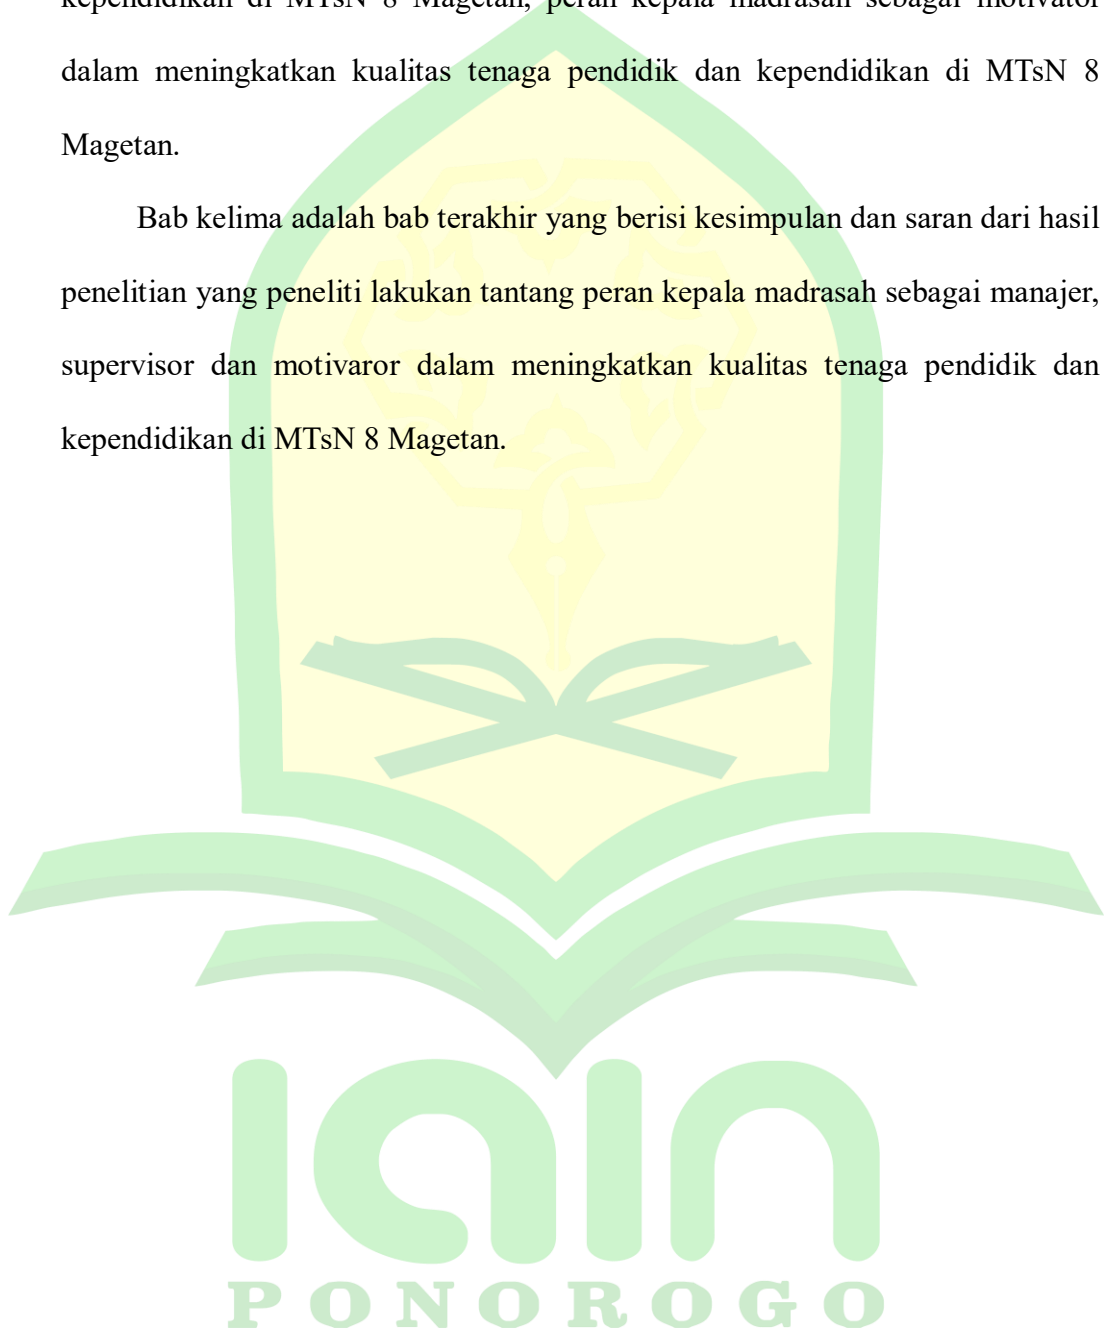 kependidikan di MTsN 8 Magetan, peran kepala madrasah sebagai motivator
dalam meningkatkan kualitas tenaga pendidik dan kependidikan di MTsN 8
Magetan.
Bab kelima adalah bab terakhir yang berisi kesimpulan dan saran dari hasil
penelitian yang peneliti lakukan tantang peran kepala madrasah sebagai manajer,
supervisor dan motivaror dalam meningkatkan kualitas tenaga pendidik dan
kependidikan di MTsN 8 Magetan.
iain
PONOROGO